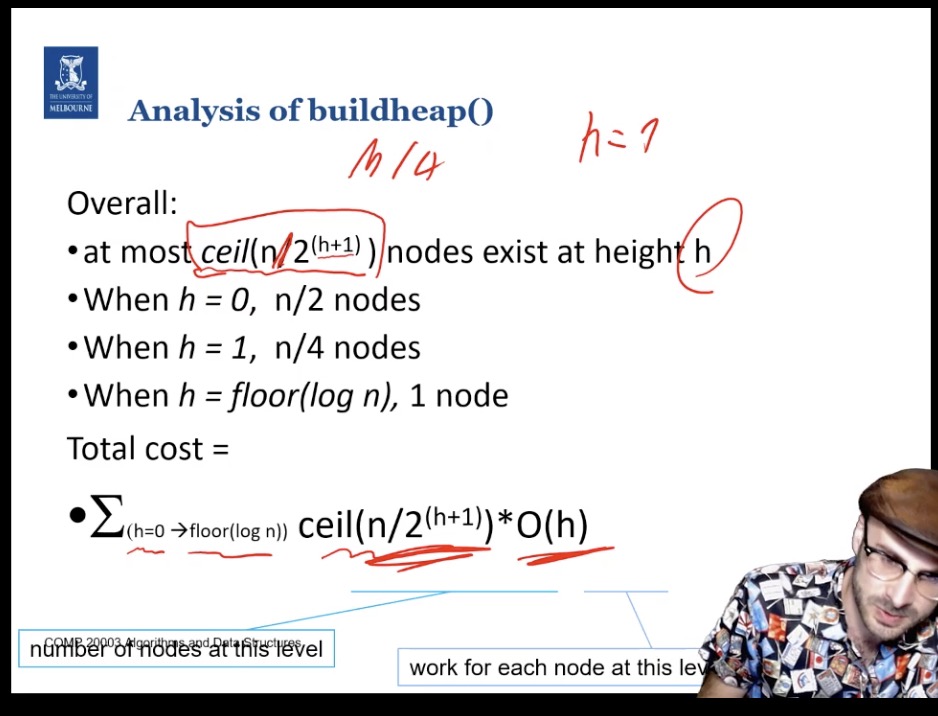 THE UNIVERSITY OF
MELBOURNE
Analysis of buildheap()
n/4
h=1
Overall:
•at most ceil(n/2(h+1) ) nodes exist at height h
•When h = 0, n/2 nodes
•When h = 1, n/4 nodes
•When h = floor(log n), 1 node
Total cost =
•∑(h=0 →floor(log n)) ceil(n/2(h+1))*O(h)
COMP 20003 Algorithms and Data Structures
number of nodes at this level
work for each node at this lev